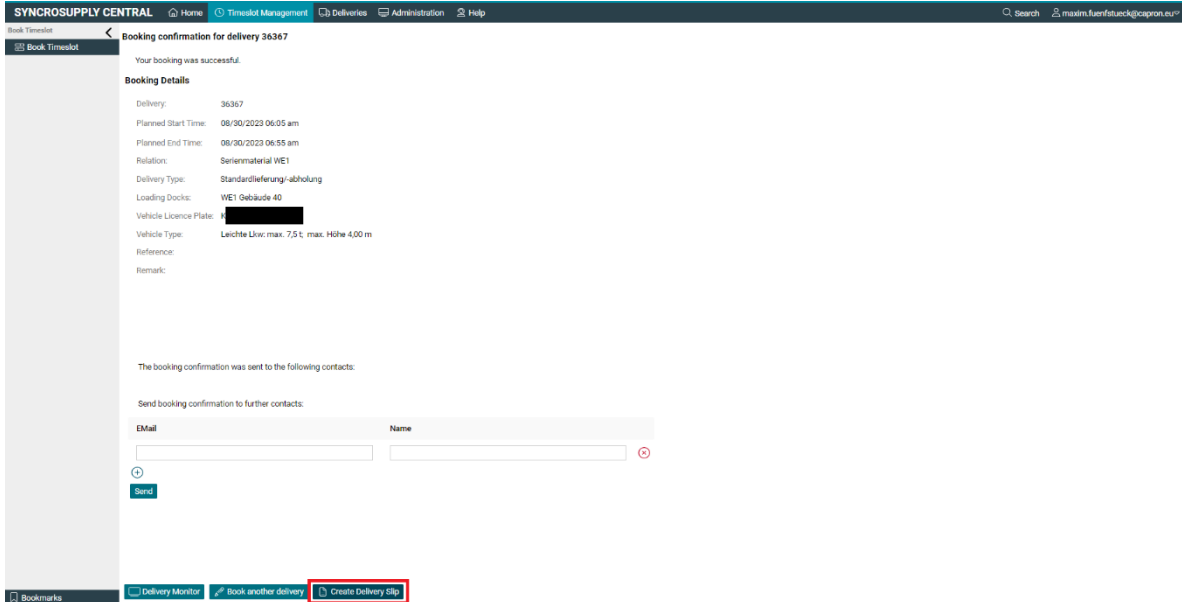 SYNCROSUPPLY CENTRAL Home Timeslot Management Deliveries Administration Help Search maxim.fuenfstueck@capron.eu
Book Timeslot
Book Timeslot
Booking confirmation for delivery 36367
Your booking was successful.
Booking Details
Delivery: 36367
Planned Start Time: 08/30/2023 06:05 am
Planned End Time: 08/30/2023 06:55 am
Relation: Serienmaterial WE1
Delivery Type: Standardlieferung/-abholung
Loading Docks: WE1 Gebäude 40
Vehicle Licence Plate: K
Vehicle Type: Leichte Lkw: max. 7,5 t; max. Höhe 4,00 m
Reference:
Remark:
The booking confirmation was sent to the following contacts:
Send booking confirmation to further contacts:
EMail Name
Send
Delivery Monitor Book another delivery Create Delivery Slip
Bookmarks